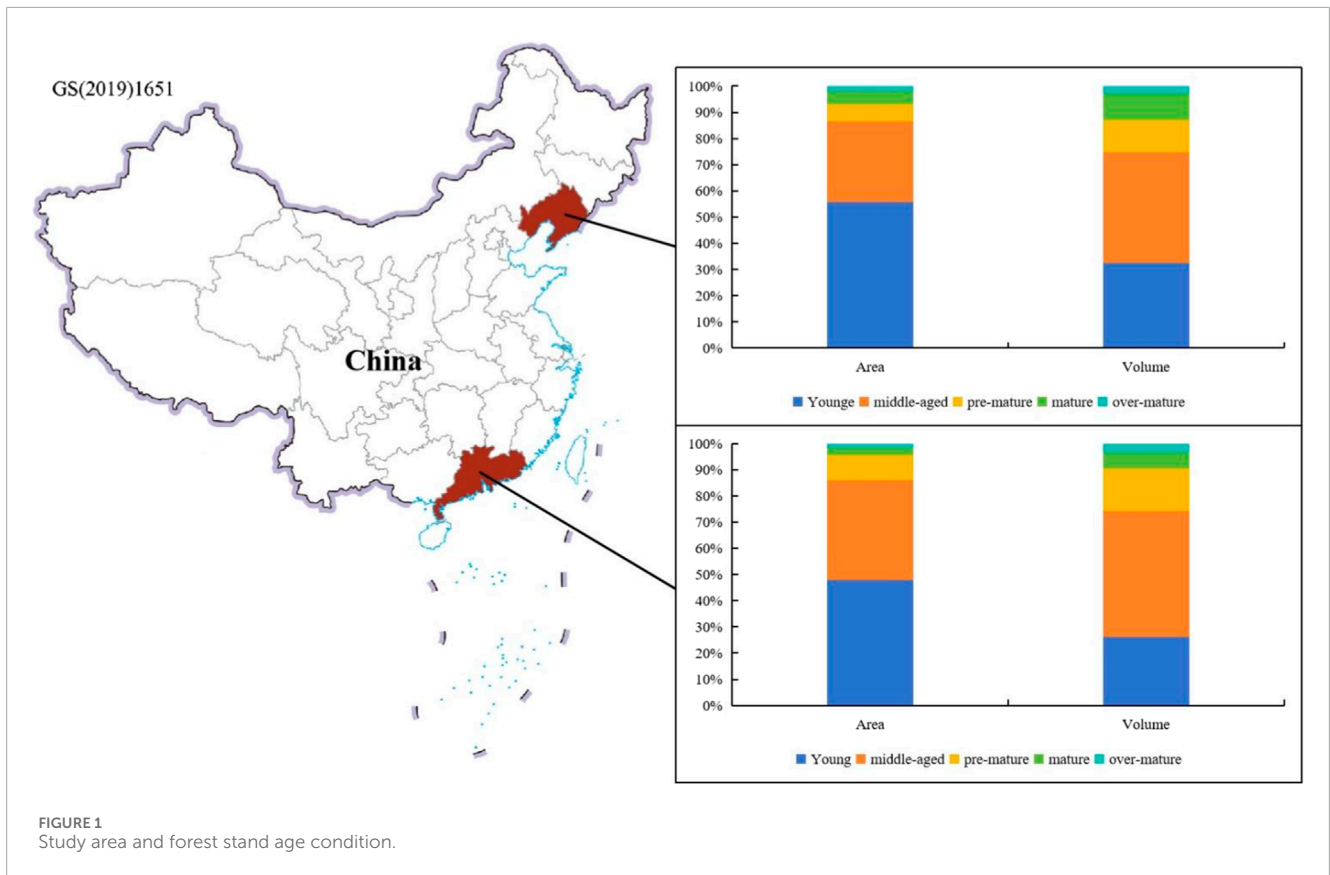 GS(2019)1651
China
100%
90%
80%
70%
60%
50%
40%
30%
20%
10%
0%
Area Volume
Younge middle-aged pre-mature mature over-mature
100%
90%
80%
70%
60%
50%
40%
30%
20%
10%
0%
Area Volume
Young middle-aged pre-mature mature over-mature
FIGURE 1
Study area and forest stand age condition.